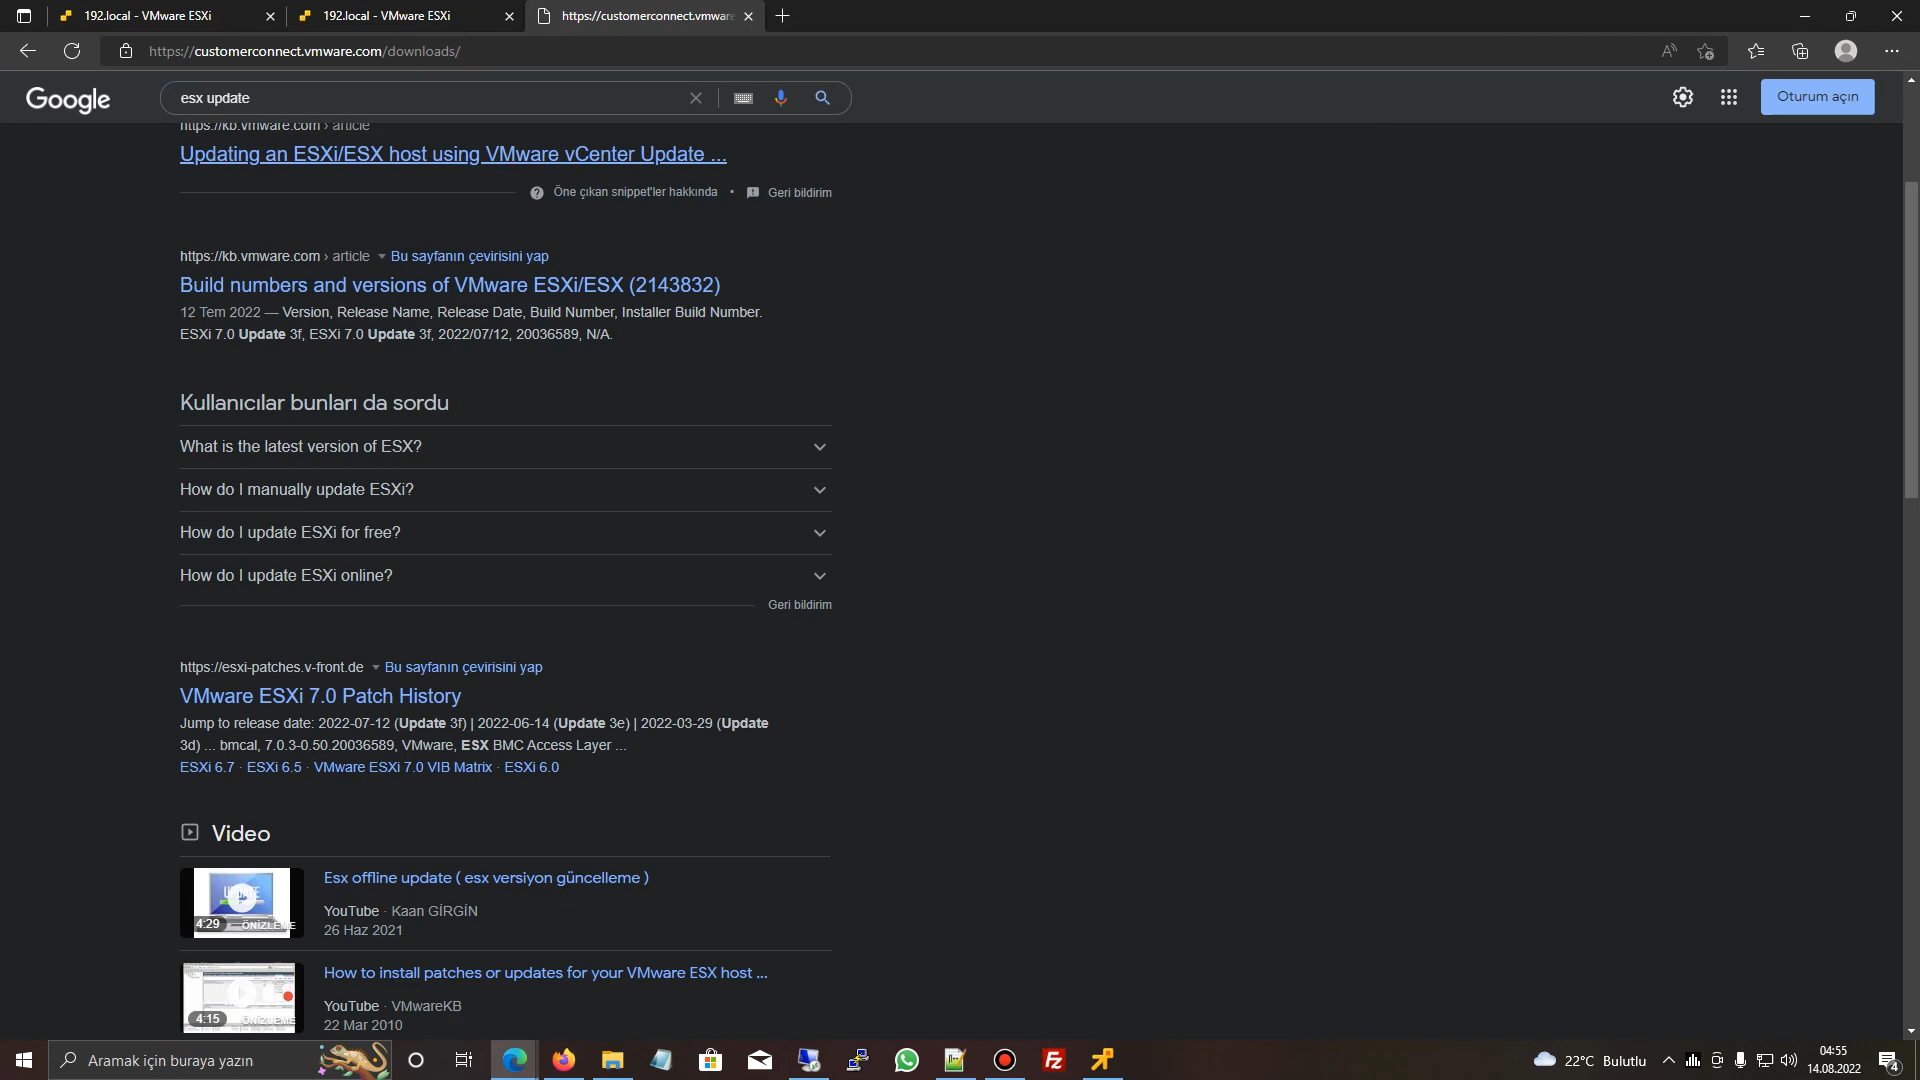 192.local - VMware ESXi
192.local - VMware ESXi
https://customerconnect.vmware
https://customerconnect.vmware.com/downloads/
Google
esx update
Oturum açın
https://kb.vmware.com › article
Updating an ESXi/ESX host using VMware vCenter Update ...
Öne çıkan snippet'ler hakkında • Geri bildirim
https://kb.vmware.com › article Bu sayfanın çevirisini yap
Build numbers and versions of VMware ESXi/ESX (2143832)
12 Tem 2022 — Version, Release Name, Release Date, Build Number, Installer Build Number.
ESXi 7.0 Update 3f, ESXi 7.0 Update 3f, 2022/07/12, 20036589, N/A.
Kullanıcılar bunları da sordu
What is the latest version of ESX?
How do I manually update ESXi?
How do I update ESXi for free?
How do I update ESXi online?
Geri bildirim
https://esxi-patches.v-front.de Bu sayfanın çevirisini yap
VMware ESXi 7.0 Patch History
Jump to release date: 2022-07-12 (Update 3f) | 2022-06-14 (Update 3e) | 2022-03-29 (Update
3d) ... bmcal, 7.0.3-0.50.20036589, VMware, ESX BMC Access Layer ...
ESXi 6.7 · ESXi 6.5 · VMware ESXi 7.0 VIB Matrix · ESXi 6.0
Video
UPDATE
4:29 ÖNİZLEME
Esx offline update ( esx versiyon güncelleme )
YouTube · Kaan GİRGİN
26 Haz 2021
4:15 ÖNİZLEME
How to install patches or updates for your VMware ESX host ...
YouTube · VMwareKB
22 Mar 2010
Aramak için buraya yazın
22°C Bulutlu
04:55
14.08.2022
4